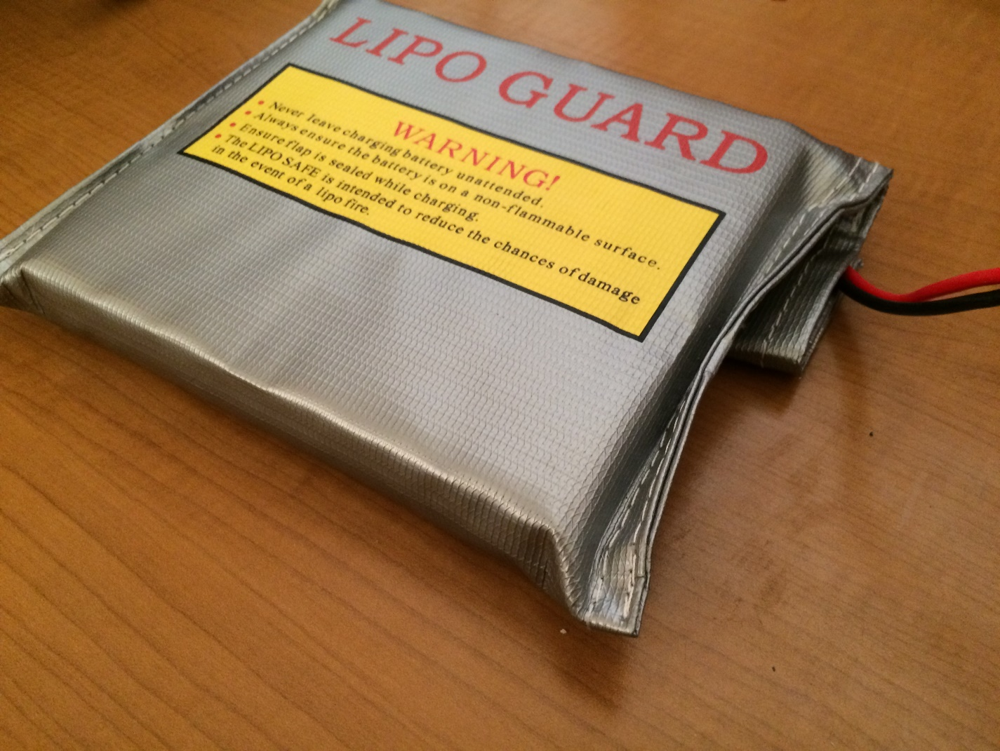 LIPO GUARD
WARNING!
• Never leave charging battery unattended.
• Always ensure the battery is on a non-flammable surface.
• Ensure flap is sealed while charging.
• The LIPO SAFE is intended to reduce the chances of damage
in the event of a lipo fire.